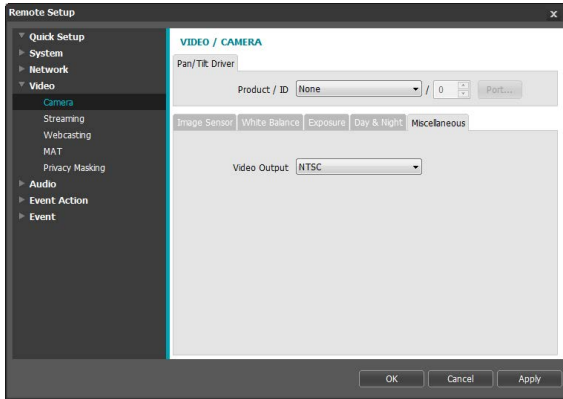 Remote Setup x
Quick Setup
System
Network
Video
Camera
Streaming
Webcasting
MAT
Privacy Masking
Audio
Event Action
Event
VIDEO / CAMERA
Pan/Tilt Driver
Product / ID None / 0 Port...
Image Sensor White Balance Exposure Day & Night Miscellaneous
Video Output NTSC
OK Cancel Apply